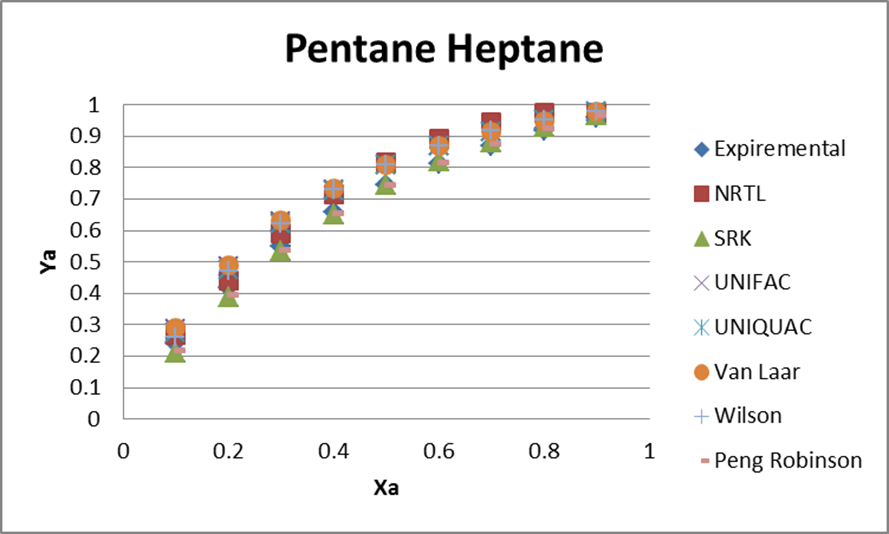 Pentane Heptane
1
0.9
0.8
0.7
0.6
0.5
0.4
0.3
0.2
0.1
0
Ya
0 0.2 0.4 0.6 0.8 1
Xa
Expiremental
NRTL
SRK
UNIFAC
UNIQUAC
Van Laar
Wilson
Peng Robinson